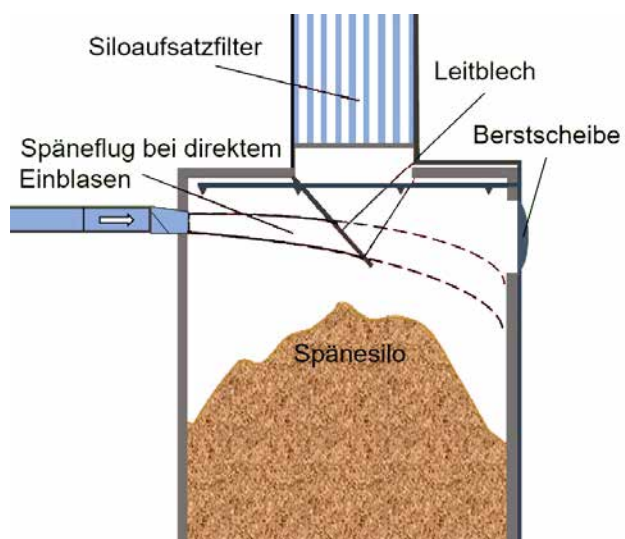 Siloaufsatzfilter
Leitblech
Berstscheibe
Späneflug bei direktem
Einblasen
Spänesilo